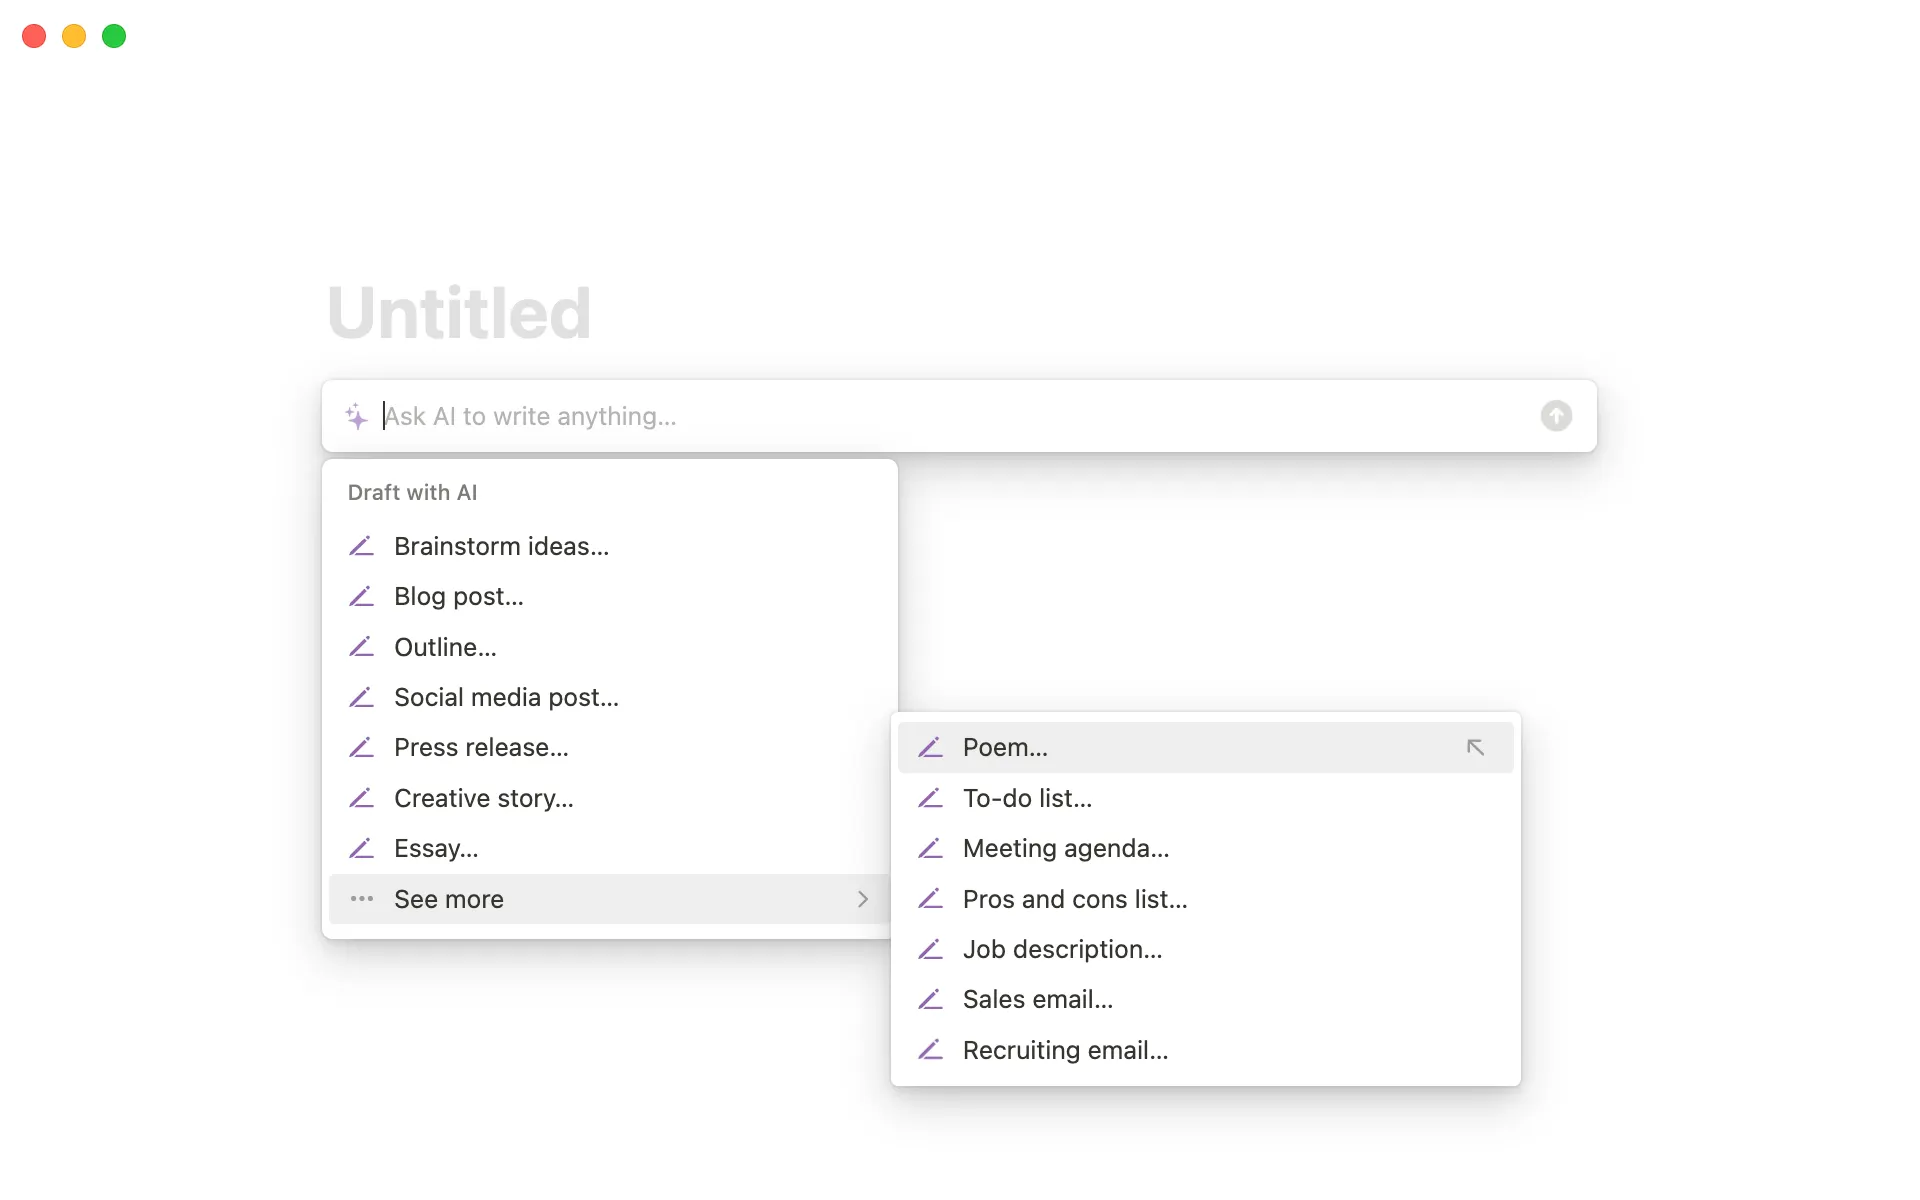 Untitled
Ask AI to write anything...
Draft with AI
Brainstorm ideas...
Blog post...
Outline...
Social media post...
Press release...
Creative story...
Essay...
See more
Poem...
To-do list...
Meeting agenda...
Pros and cons list...
Job description...
Sales email...
Recruiting email...